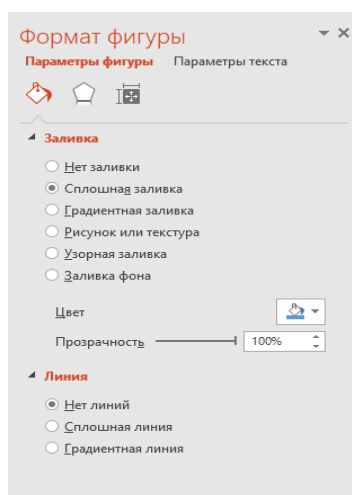 Формат фигуры
Параметры фигуры Параметры текста
Заливка
Нет заливки
Сплошная заливка
Градиентная заливка
Рисунок или текстура
Узорная заливка
Заливка фона
Цвет
Прозрачность 100%
Линия
Нет линий
Сплошная линия
Градиентная линия